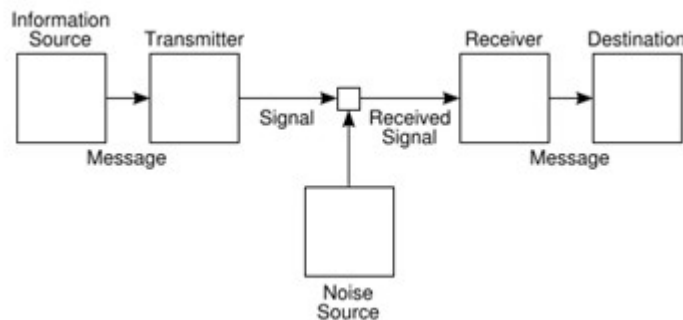 Information
Source
Transmitter
Receiver
Destination
Signal
Received
Signal
Message
Message
Noise
Source